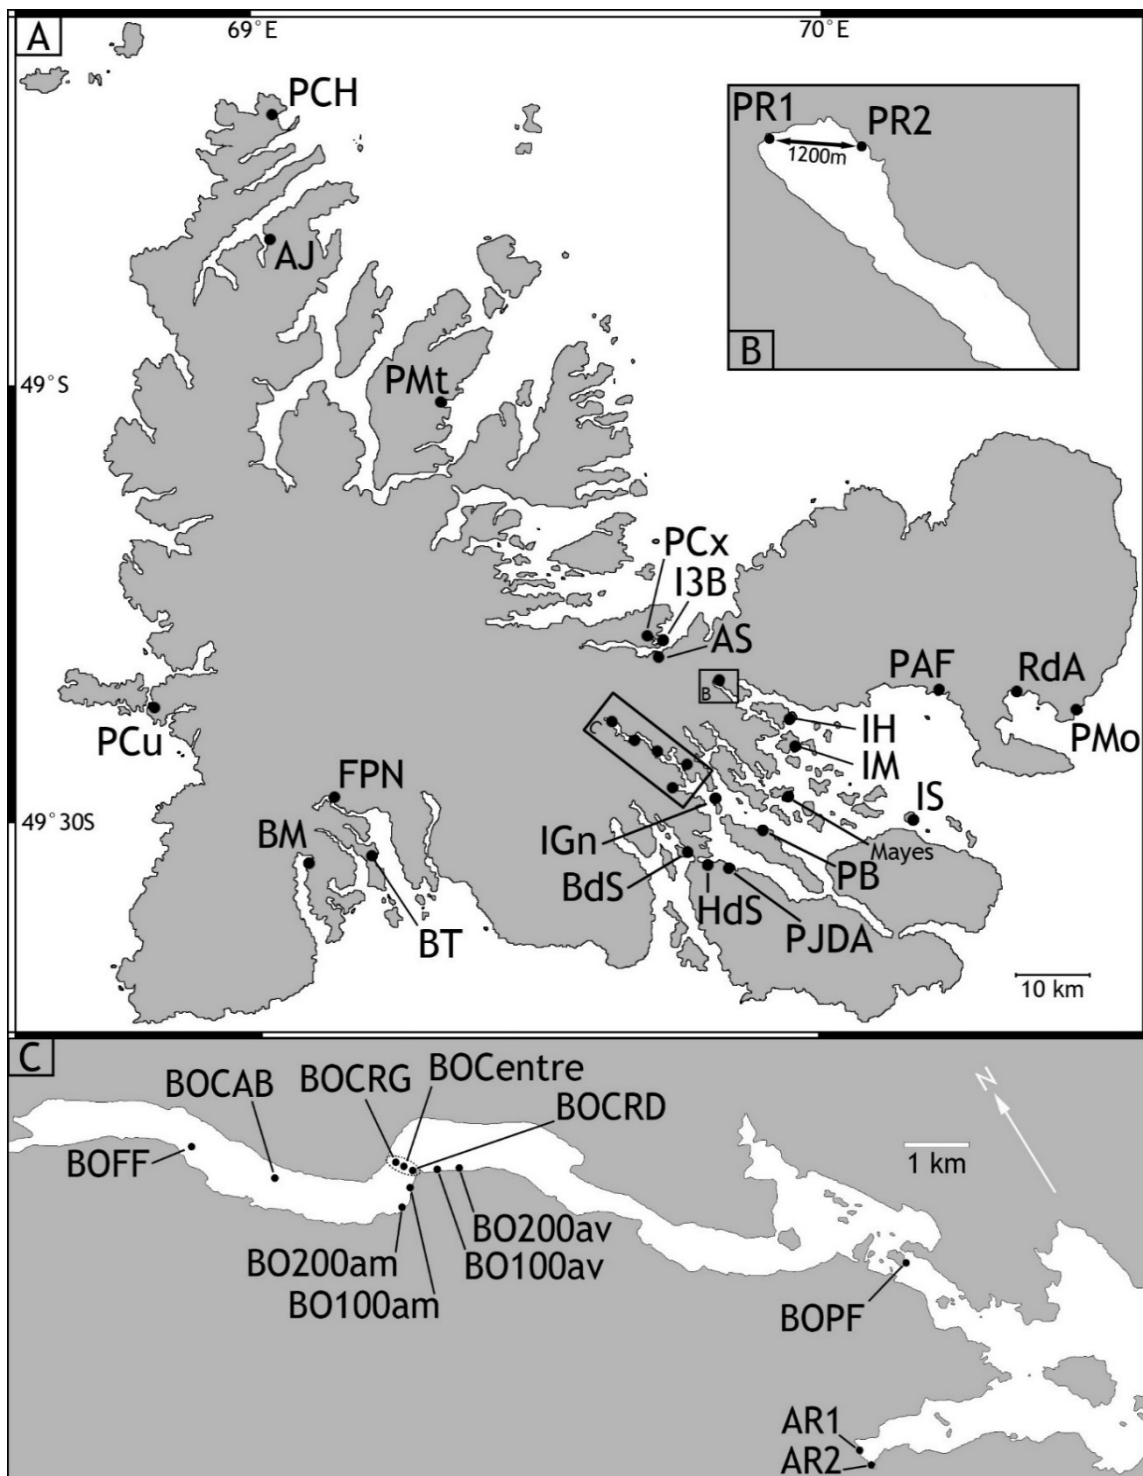 A
69°E
70°E
PCH
PR1
PR2
1200m
AJ
B
49°S
PMt
PCx
I3B
AS
PAF
RdA
B
PCu
C
IH
PMo
IM
FPN
IS
49°30S
BM
IGn
Mayes
BdS
PB
BT
HdS
PJDA
10 km
C
BOCRG
BOCentre
BOCAB
BOCRD
N
BOFF
1 km
BO200av
BO200am
BO100av
BO100am
BOPF
AR1
AR2